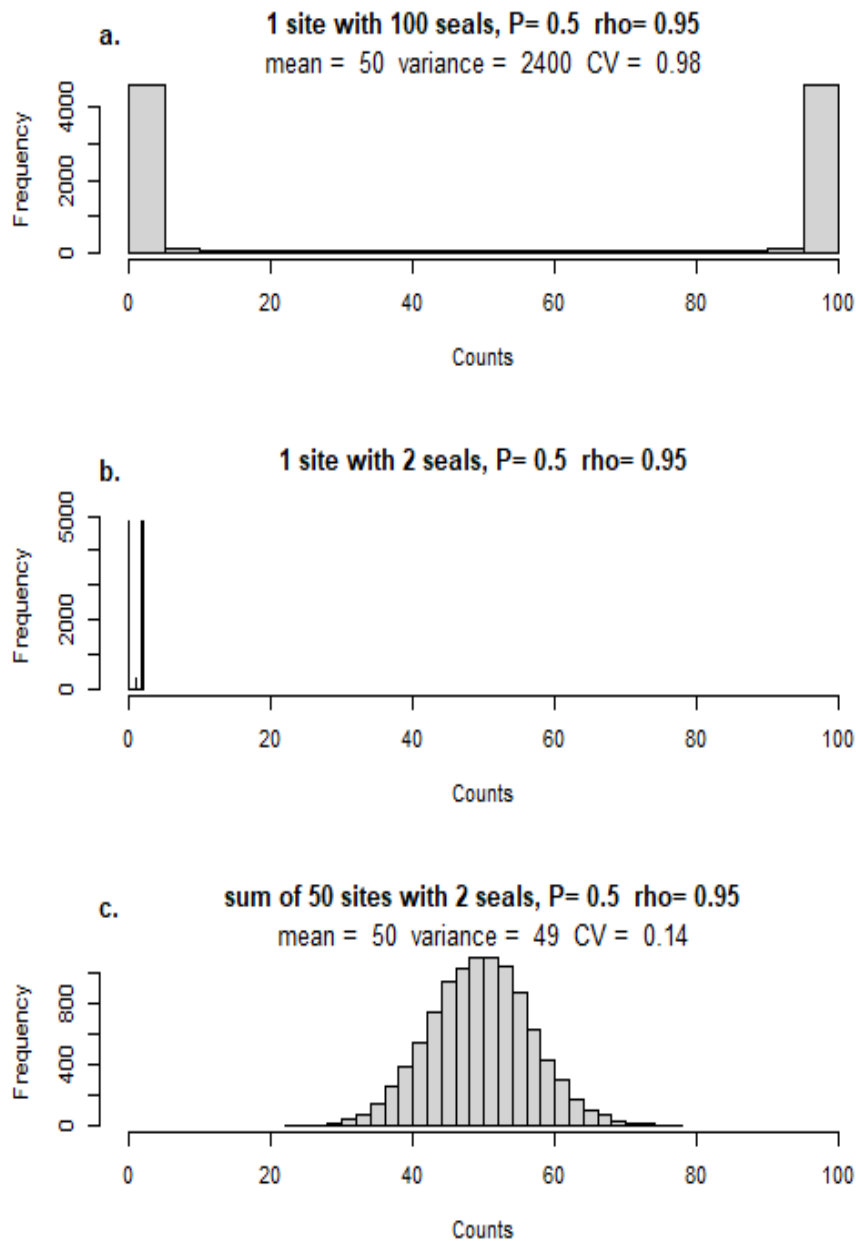 a.
1 site with 100 seals, P= 0.5 rho= 0.95
mean = 50 variance = 2400 CV = 0.98
Frequency
4000
2000
0
0 20 40 60 80 100
Counts
b.
1 site with 2 seals, P= 0.5 rho= 0.95
Frequency
5000
2000
0
0 20 40 60 80 100
Counts
c.
sum of 50 sites with 2 seals, P= 0.5 rho= 0.95
mean = 50 variance = 49 CV = 0.14
Frequency
800
400
0
0 20 40 60 80 100
Counts